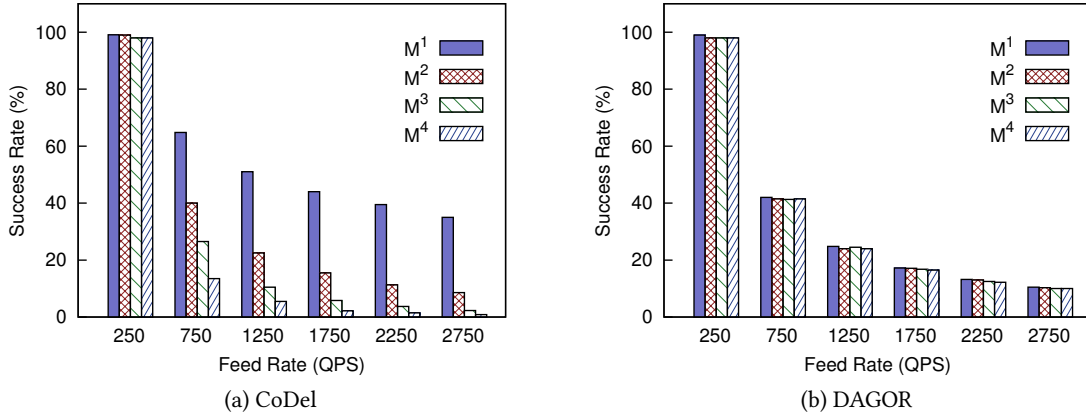 100
80
60
40
20
0
Success Rate (%)
M1
M2
M3
M4
250 750 1250 1750 2250 2750
Feed Rate (QPS)
(a) CoDel
100
80
60
40
20
0
Success Rate (%)
M1
M2
M3
M4
250 750 1250 1750 2250 2750
Feed Rate (QPS)
(b) DAGOR